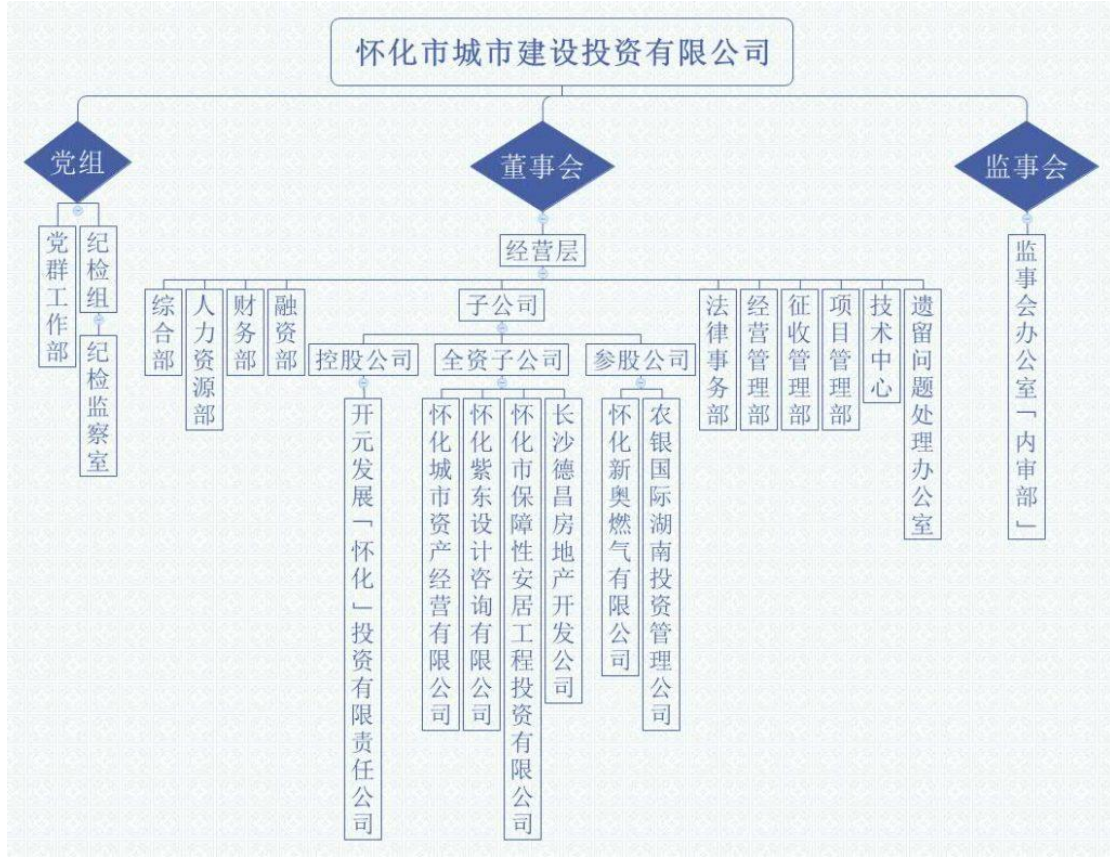 怀化市城市建设投资有限公司
党组
董事会
监事会
党群工作部
纪检组
纪检监察室
经营层
监事会办公室「内审部」
综合部
人力资源部
财务部
融资部
子公司
法律事务部
经营管理部
征收管理部
项目管理部
技术中心
遗留问题处理办公室
控股公司
全资子公司
参股公司
开元发展「怀化」投资有限责任公司
怀化城市资产经营有限公司
怀化紫东设计咨询有限公司
怀化市保障性安居工程投资有限公司
长沙德昌房地产开发公司
怀化新奥燃气有限公司
农银国际湖南投资管理公司